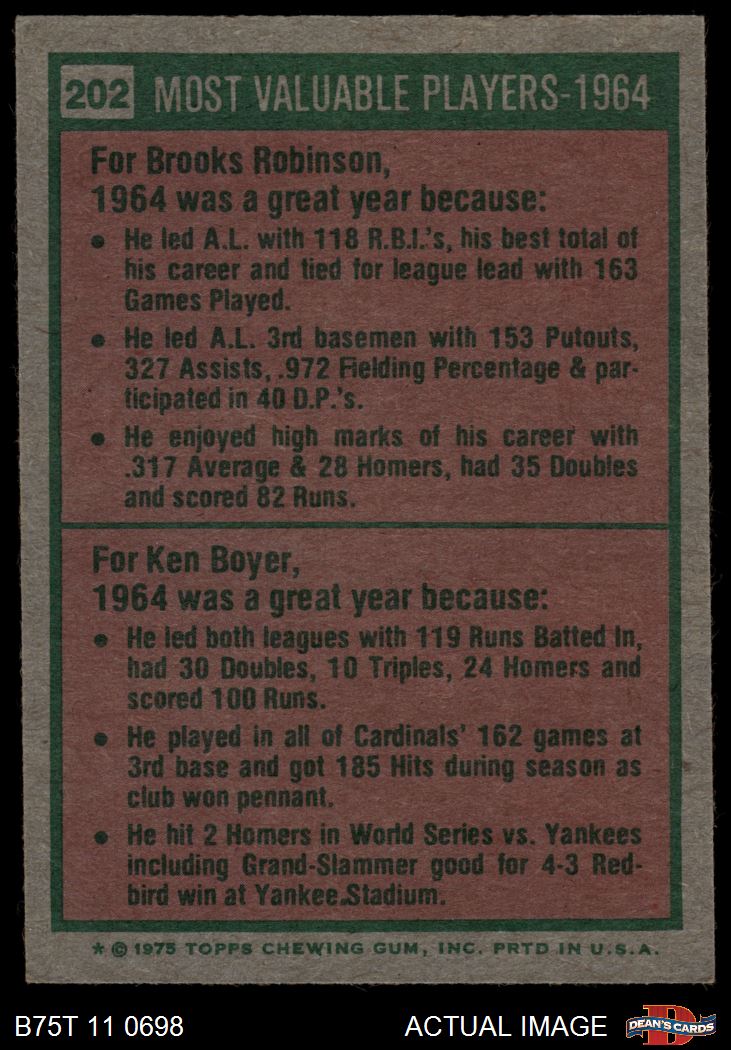 202 MOST VALUABLE PLAYERS-1964
For Brooks Robinson,
1964 was a great year because:
• He led A.L. with 118 R.B.I.'s, his best total of
his career and tied for league lead with 163
Games Played.
• He led A.L. 3rd basemen with 153 Putouts,
327 Assists, .972 Fielding Percentage & par-
ticipated in 40 D.P.'s.
• He enjoyed high marks of his career with
.317 Average & 28 Homers, had 35 Doubles
and scored 82 Runs.
For Ken Boyer,
1964 was a great year because:
• He led both leagues with 119 Runs Batted In,
had 30 Doubles, 10 Triples, 24 Homers and
scored 100 Runs.
• He played in all of Cardinals' 162 games at
3rd base and got 185 Hits during season as
club won pennant.
• He hit 2 Homers in World Series vs. Yankees
including Grand-Slammer good for 4-3 Red-
bird win at Yankee Stadium.
* © 1975 TOPPS CHEWING GUM, INC. PRTD IN U.S.A.
B75T 11 0698 ACTUAL IMAGE D DEAN'S CARDS